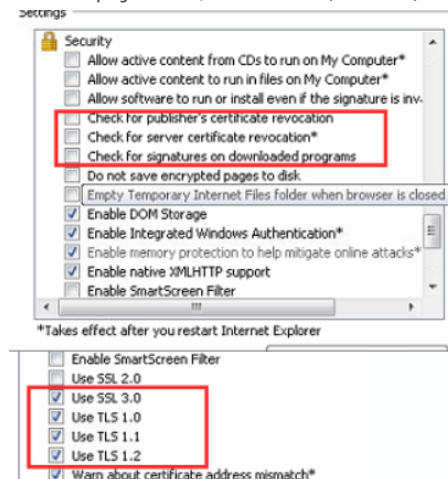 Settings
Security
Allow active content from CDs to run on My Computer*
Allow active content to run in files on My Computer*
Allow software to run or install even if the signature is inv
Check for publisher's certificate revocation
Check for server certificate revocation*
Check for signatures on downloaded programs
Do not save encrypted pages to disk
Empty Temporary Internet Files folder when browser is closed
Enable DOM Storage
Enable Integrated Windows Authentication*
Enable memory protection to help mitigate online attacks*
Enable native XMLHTTP support
Enable SmartScreen Filter
*Takes effect after you restart Internet Explorer
Enable SmartScreen Filter
Use SSL 2.0
Use SSL 3.0
Use TLS 1.0
Use TLS 1.1
Use TLS 1.2
Warn about certificate address mismatch*